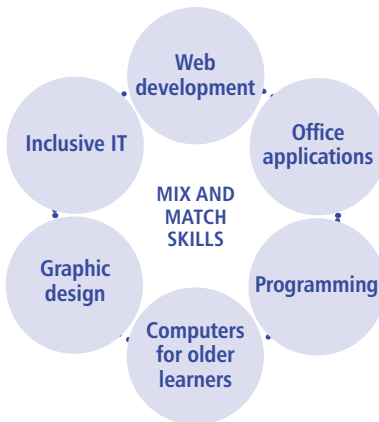 Web
development
Inclusive IT
Office
applications
MIX AND
MATCH
SKILLS
Graphic
design
Programming
Computers
for older
learners